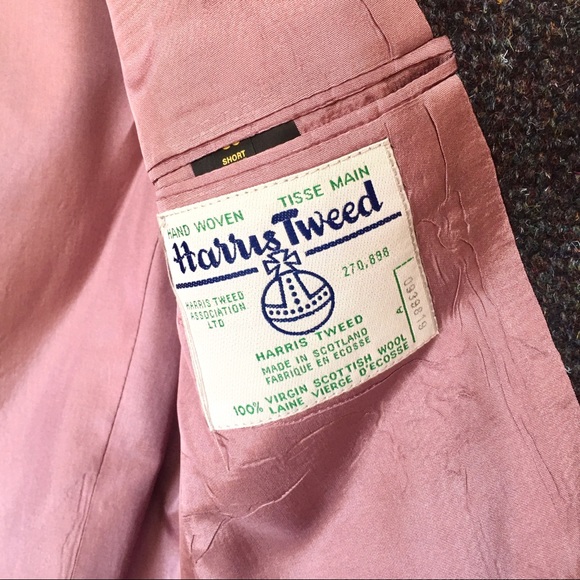 SHORT
HAND WOVEN TISSE MAIN
Harris Tweed
270,898
HARRIS TWEED
ASSOCIATION
LTD
HARRIS TWEED
MADE IN SCOTLAND
FABRIQUE EN ECOSSE
100% VIRGIN SCOTTISH WOOL
LAINE VIERGE D'ECOSSE
A
0939819